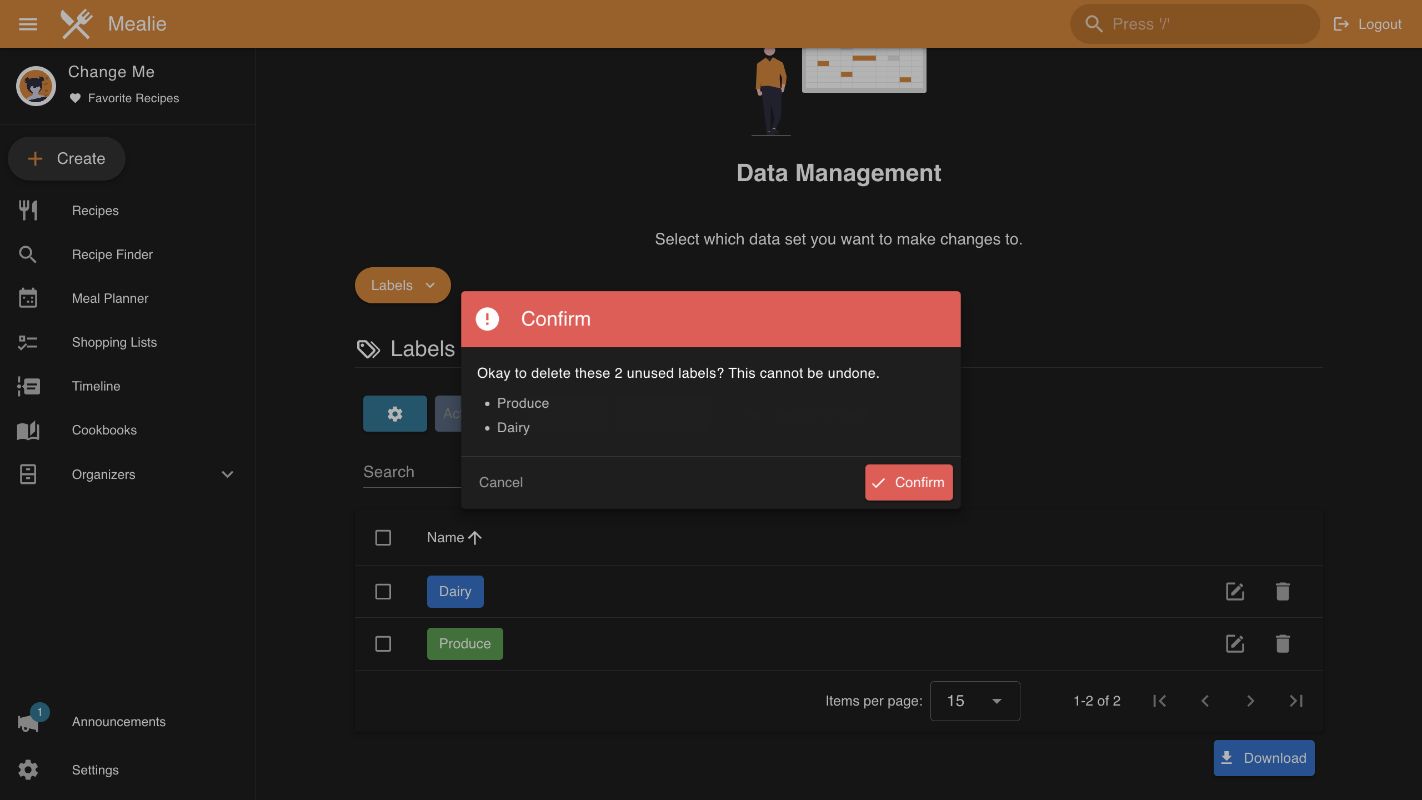 Mealie
Press '/'
Logout
Change Me
Favorite Recipes
Create
Recipes
Recipe Finder
Meal Planner
Shopping Lists
Timeline
Cookbooks
Organizers
1
Announcements
Settings
Data Management
Select which data set you want to make changes to.
Labels
Labels
Confirm
Okay to delete these 2 unused labels? This cannot be undone.
Produce
Dairy
Cancel
Confirm
Search
Name
Dairy
Produce
Items per page:
15
1-2 of 2
Download